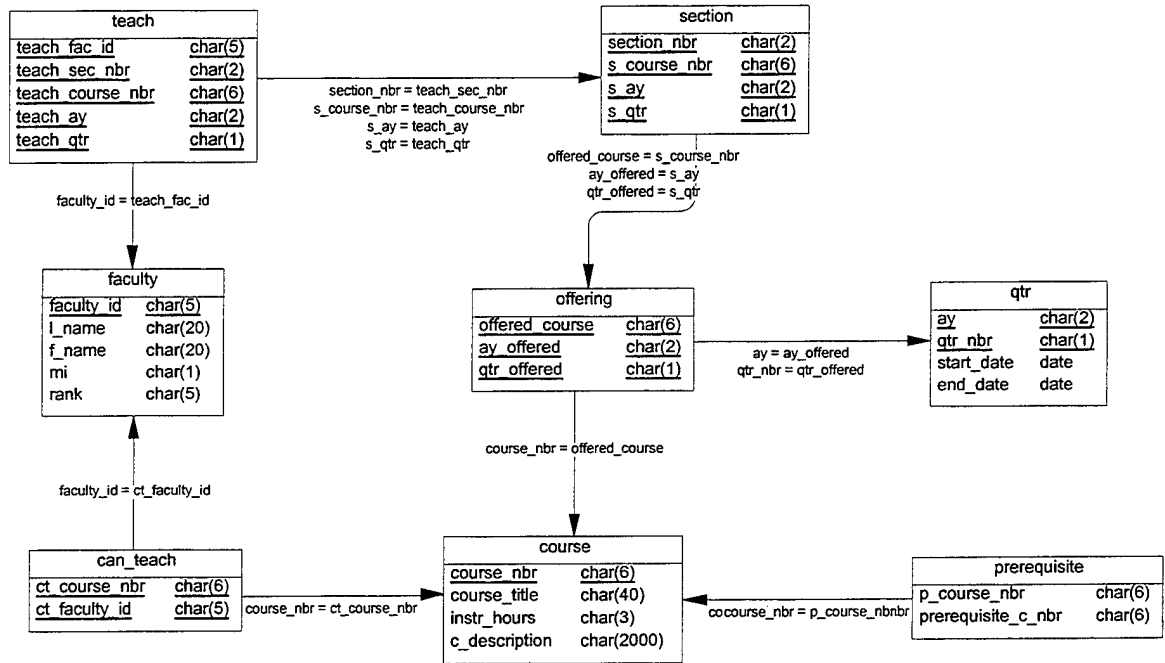 teach
teach_fac_id char(5)
teach_sec_nbr char(2)
teach_course_nbr char(6)
teach_ay char(2)
teach_qtr char(1)
section
section_nbr char(2)
s_course_nbr char(6)
s_ay char(2)
s_qtr char(1)
section_nbr = teach_sec_nbr
s_course_nbr = teach_course_nbr
s_ay = teach_ay
s_qtr = teach_qtr
offered_course = s_course_nbr
ay_offered = s_ay
qtr_offered = s_qtr
faculty_id = teach_fac_id
faculty
faculty_id char(5)
l_name char(20)
f_name char(20)
mi char(1)
rank char(5)
offering
offered_course char(6)
ay_offered char(2)
qtr_offered char(1)
qtr
ay char(2)
qtr_nbr char(1)
start_date date
end_date date
ay = ay_offered
qtr_nbr = qtr_offered
course_nbr = offered_course
faculty_id = ct_faculty_id
can_teach
ct_course_nbr char(6)
ct_faculty_id char(5)
course_nbr = ct_course_nbr
course
course_nbr char(6)
course_title char(40)
instr_hours char(3)
c_description char(2000)
cocourse_nbr = p_course_nbnbr
prerequisite
p_course_nbr char(6)
prerequisite_c_nbr char(6)